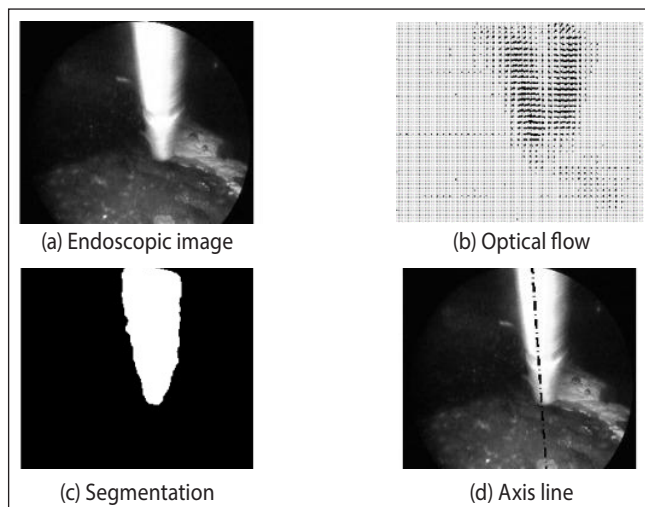 (a) Endoscopic image
(b) Optical flow
(c) Segmentation
(d) Axis line